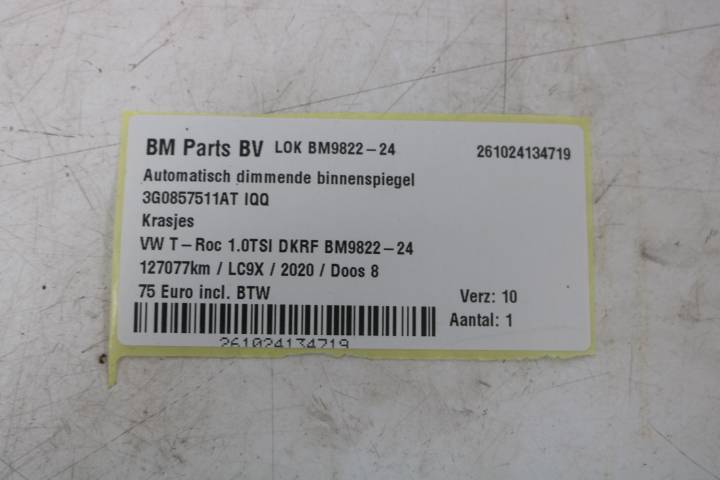 BM Parts BV LOK BM9822-24 261024134719
Automatisch dimmende binnenspiegel
3G0857511AT IQQ
Krasjes
VW T-Roc 1.0TSI DKRF BM9822-24
127077km / LC9X / 2020 / Doos 8
75 Euro incl. BTW Verz: 10
Aantal: 1
261024134719